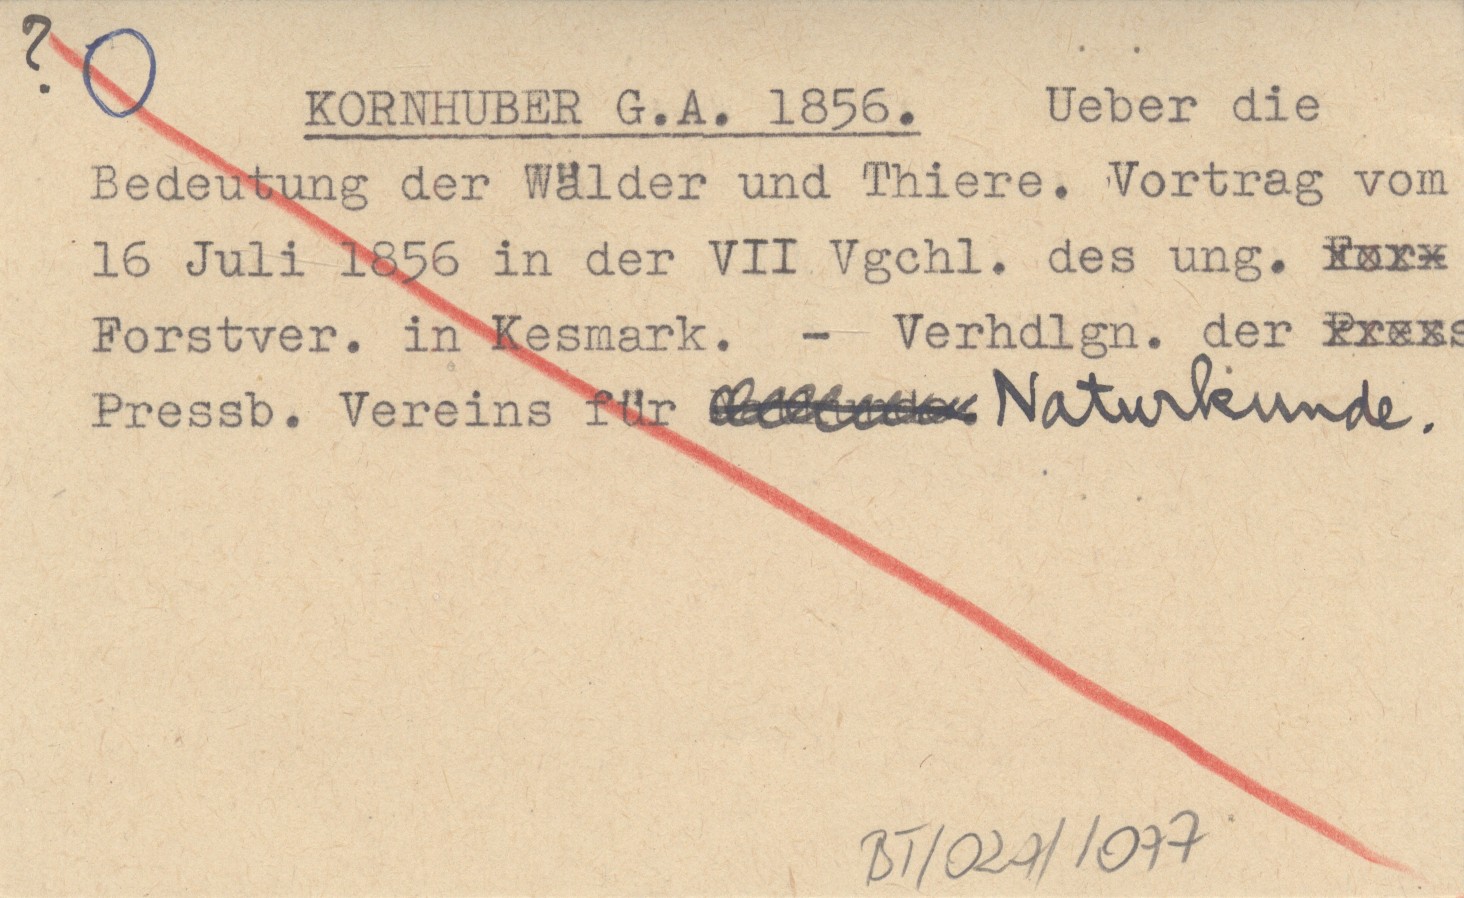 ?
KORNHUBER G.A. 1856. Ueber die
Bedeutung der Wälder und Thiere. Vortrag vom
16 Juli 1856 in der VII Vgchl. des ung.
Forstver. in Kesmark. - Verhdlgn. der
Pressb. Vereins für Naturkunde.
BT/027/1077